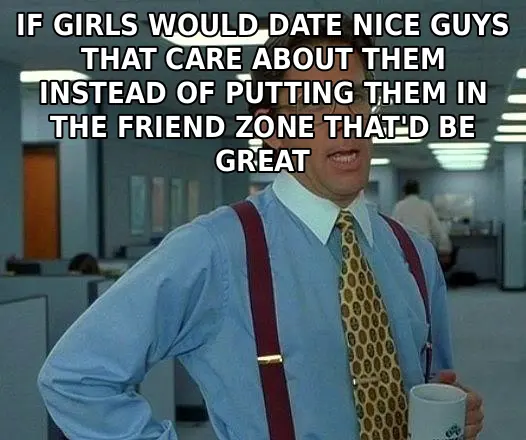 IF GIRLS WOULD DATE NICE GUYS
THAT CARE ABOUT THEM
INSTEAD OF PUTTING THEM IN
THE FRIEND ZONE THAT'D BE
GREAT